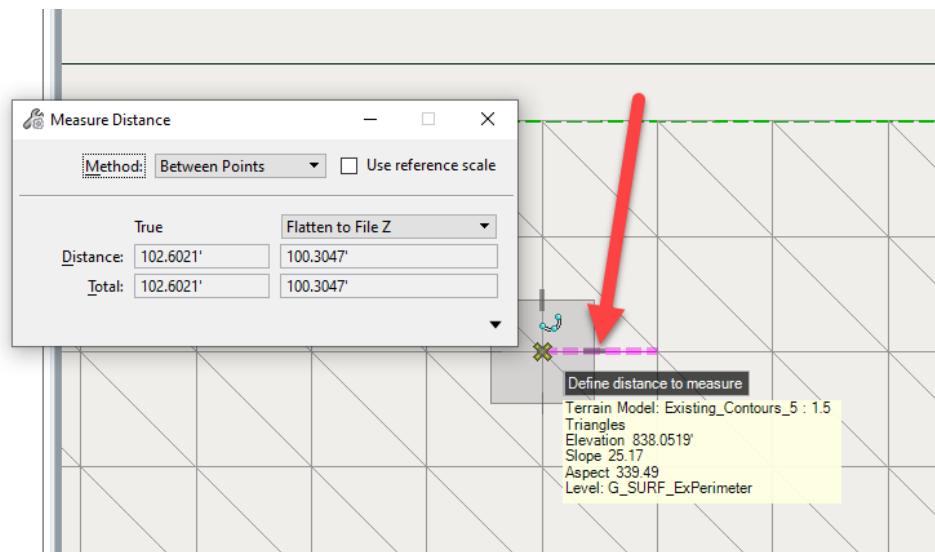 Measure Distance
Method: Between Points Use reference scale
True Flatten to File Z
Distance: 102.6021' 100.3047'
Total: 102.6021' 100.3047'
Define distance to measure
Terrain Model: Existing_Contours_5 : 1.5
Triangles
Elevation 838.0519'
Slope 25.17
Aspect 339.49
Level: G_SURF_ExPerimeter